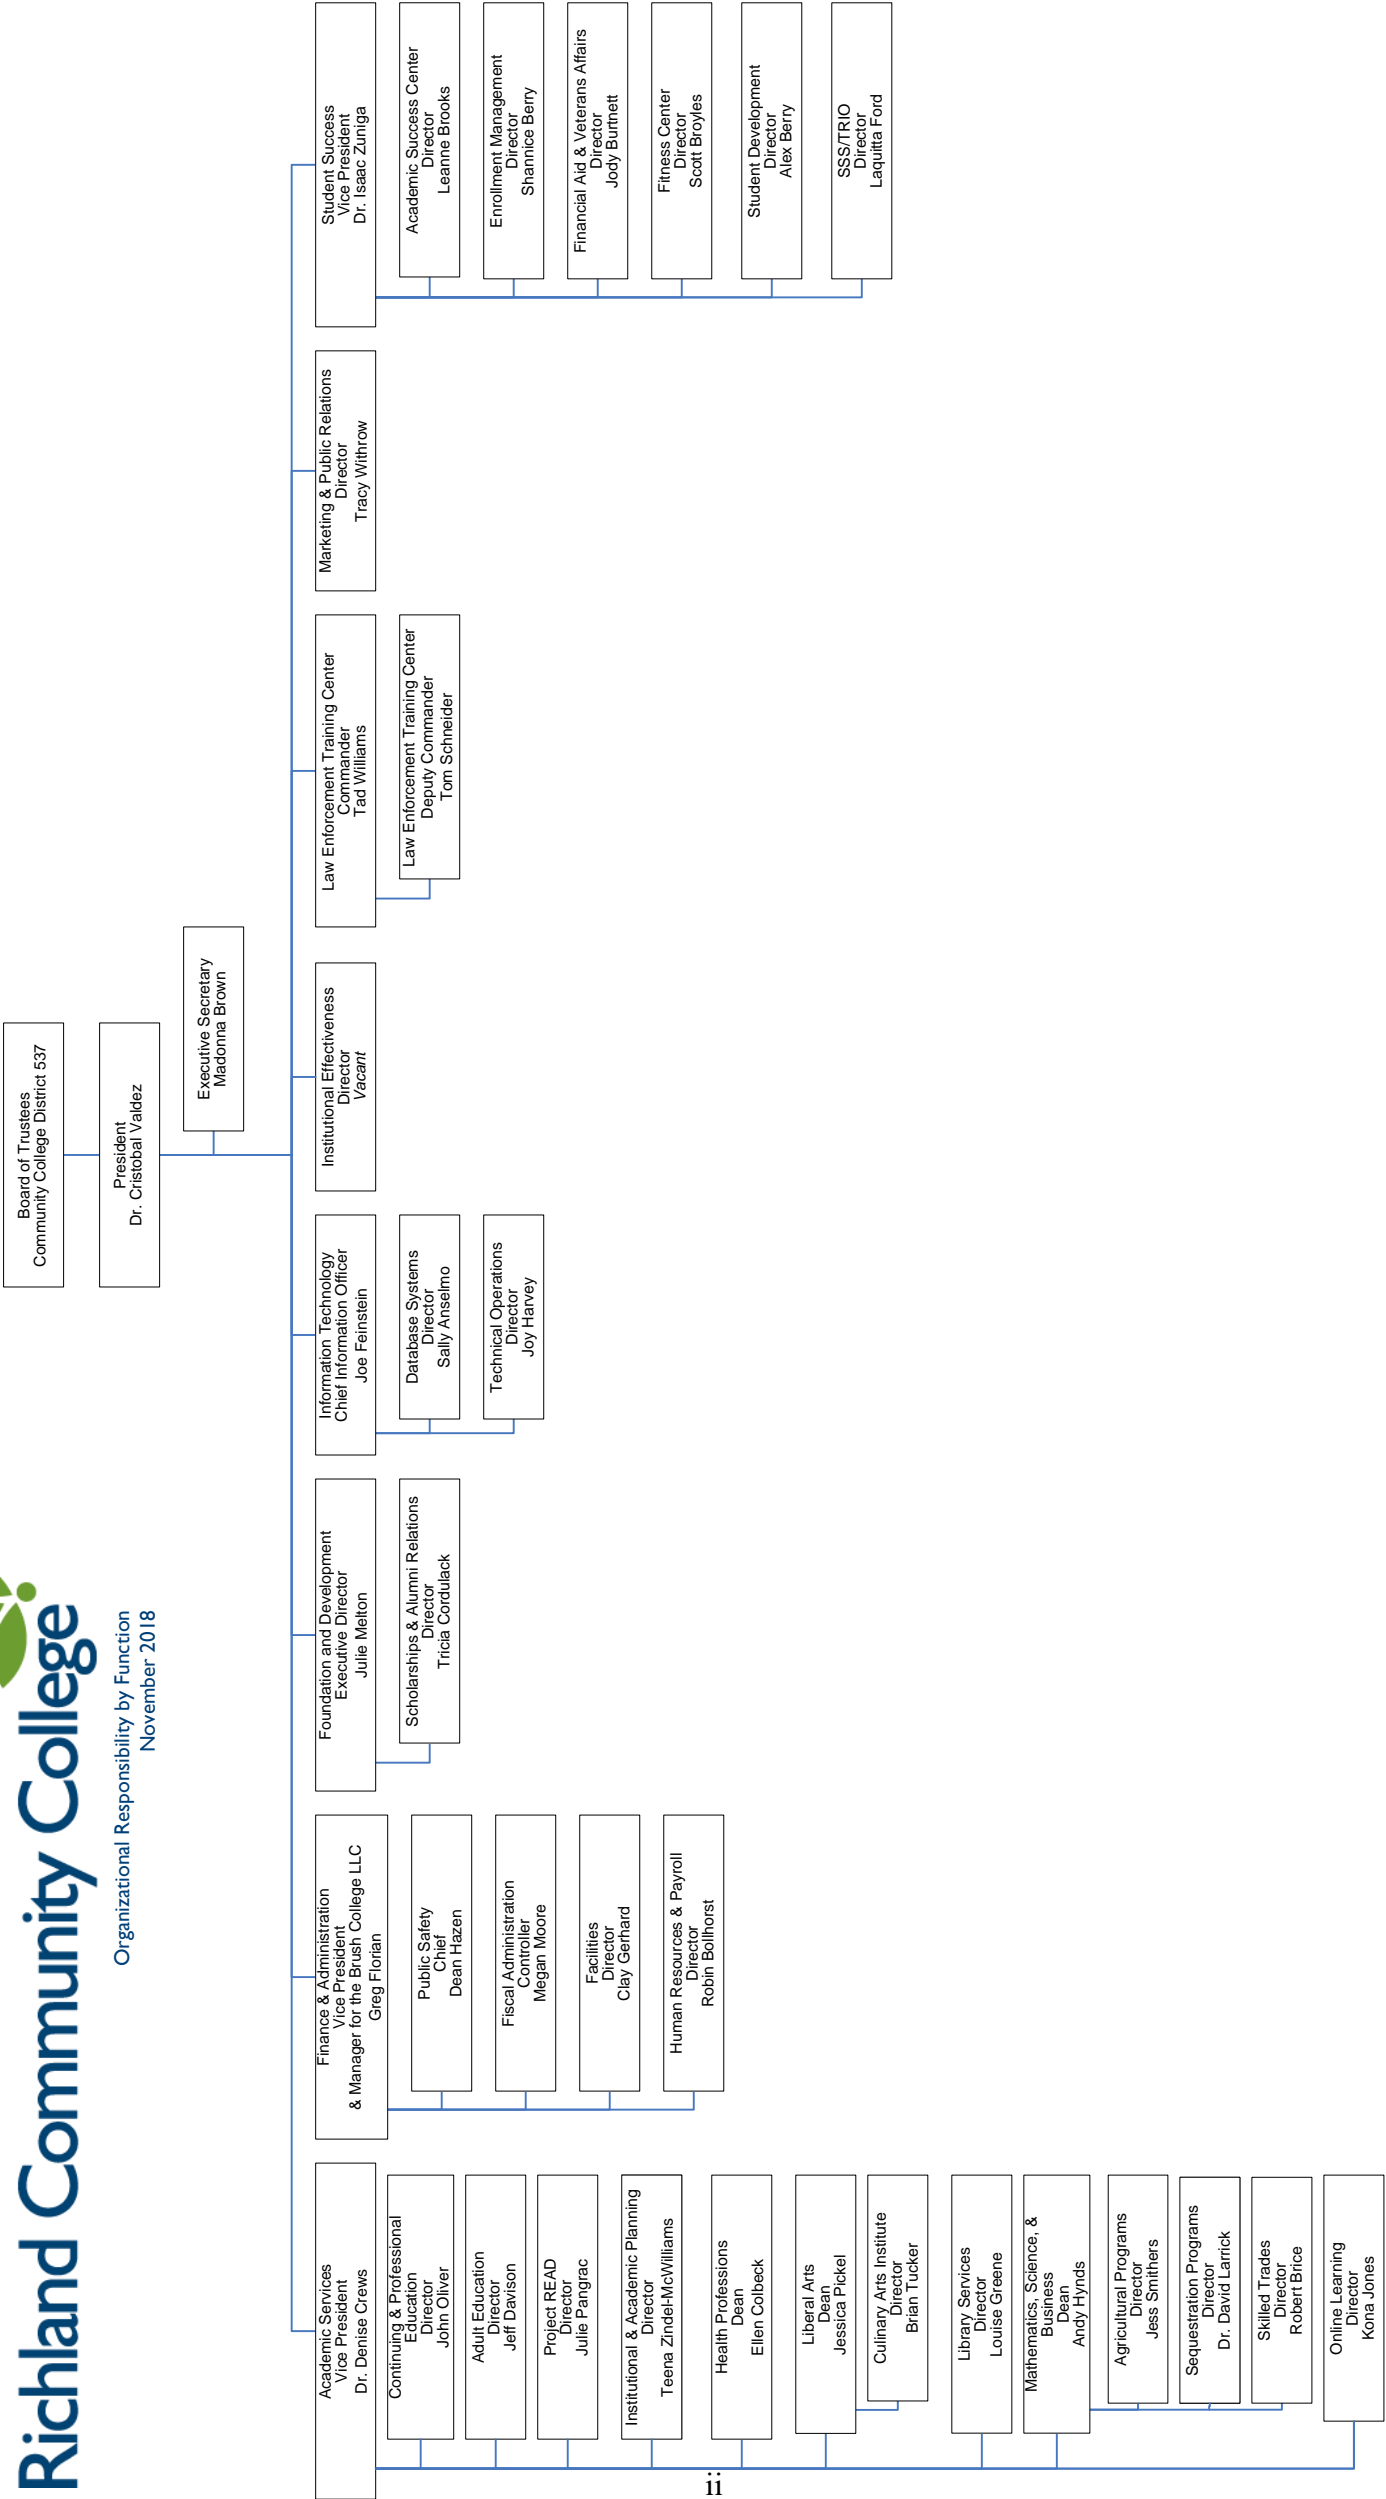 Richland Community College
Organizational Responsibility by Function
November 2018
Board of Trustees
Community College District 537
President
Dr. Cristobal Valdez
Executive Secretary
Madonna Brown
Academic Services
Vice President
Dr. Denise Crews
Continuing & Professional
Education
Director
John Oliver
Adult Education
Director
Jeff Davison
Project READ
Director
Julie Pangrac
Institutional & Academic Planning
Director
Teena Zindel-McWilliams
Health Professions
Dean
Ellen Colbeck
Liberal Arts
Dean
Jessica Pickel
Culinary Arts Institute
Director
Brian Tucker
Library Services
Director
Louise Greene
Mathematics, Science, &
Business
Dean
Andy Hynds
Agricultural Programs
Director
Jess Smithers
Sequestration Programs
Director
Dr. David Larrick
Skilled Trades
Director
Robert Brice
Online Learning
Director
Kona Jones
Finance & Administration
Vice President
& Manager for the Brush College LLC
Greg Florian
Public Safety
Chief
Dean Hazen
Fiscal Administration
Controller
Megan Moore
Facilities
Director
Clay Gerhard
Human Resources & Payroll
Director
Robin Bollhorst
Foundation and Development
Executive Director
Julie Melton
Scholarships & Alumni Relations
Director
Tricia Cordulack
Information Technology
Chief Information Officer
Joe Feinstein
Database Systems
Director
Sally Anselmo
Technical Operations
Director
Joy Harvey
Institutional Effectiveness
Director
Vacant
Law Enforcement Training Center
Commander
Tad Williams
Law Enforcement Training Center
Deputy Commander
Tom Schneider
Marketing & Public Relations
Director
Tracy Withrow
Student Success
Vice President
Dr. Isaac Zuniga
Academic Success Center
Director
Leanne Brooks
Enrollment Management
Director
Shannice Berry
Financial Aid & Veterans Affairs
Director
Jody Burtnett
Fitness Center
Director
Scott Broyles
Student Development
Director
Alex Berry
SSS/TRIO
Director
Laquitta Ford
ii